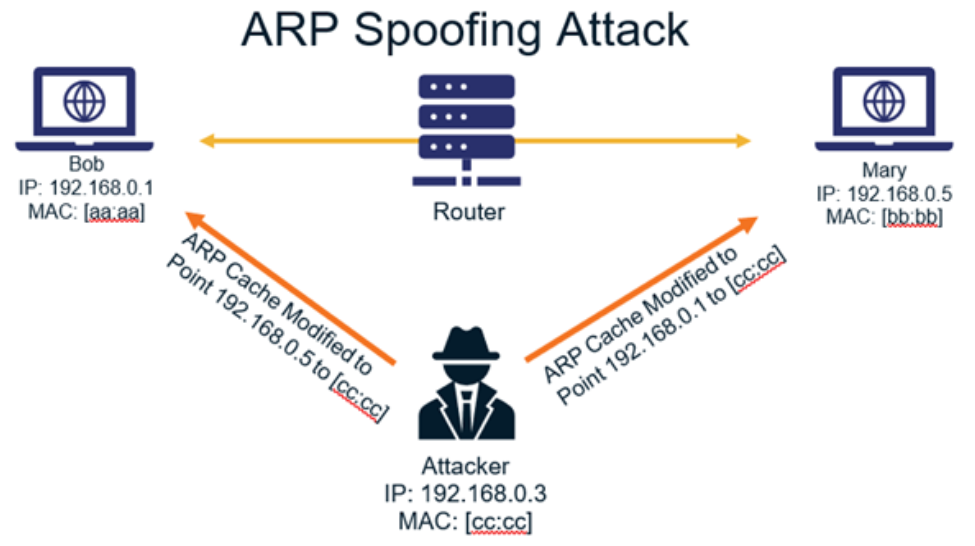 ARP Spoofing Attack
Bob
IP: 192.168.0.1
MAC: [aa:aa]
Router
Mary
IP: 192.168.0.5
MAC: [bb:bb]
ARP Cache Modified to
Point 192.168.0.5 to [cc:cc]
ARP Cache Modified to
Point 192.168.0.1 to [cc:cc]
Attacker
IP: 192.168.0.3
MAC: [cc:cc]